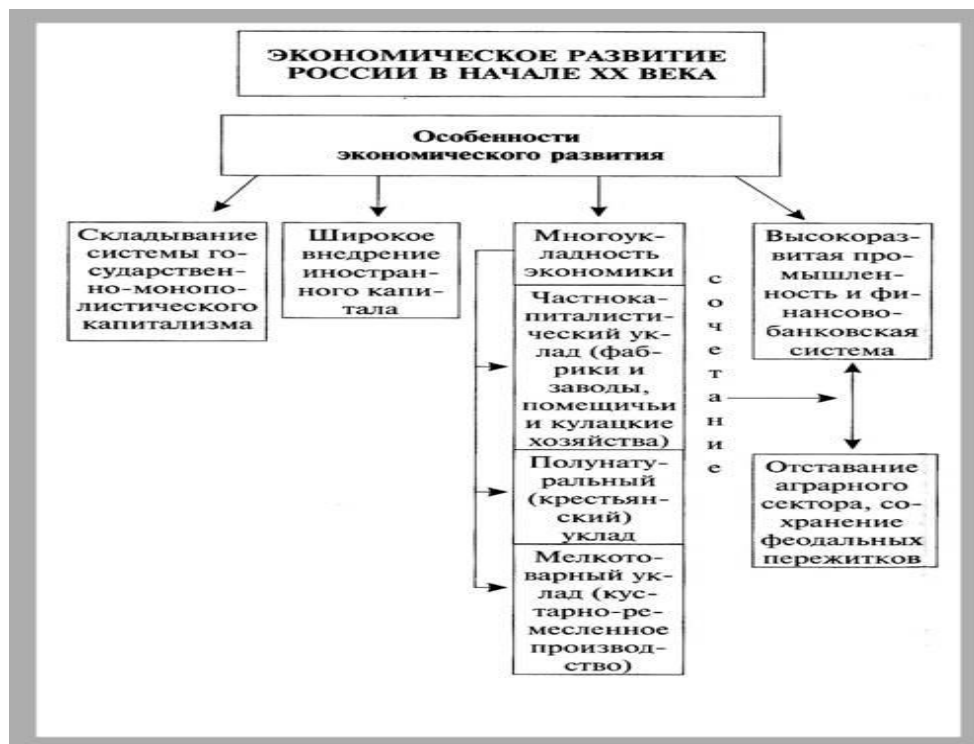 ЭКОНОМИЧЕСКОЕ РАЗВИТИЕ
РОССИИ В НАЧАЛЕ XX ВЕКА
Особенности
экономического развития
Складывание
системы го-
сударствен-
но-монопо-
листического
капитализма
Широкое
внедрение
иностран-
ного капи-
тала
Многоук-
ладность
экономики
Частнока-
питалисти-
ческий ук-
лад (фаб-
рики и
заводы,
помещичьи
и кулацкие
хозяйства)
Полунату-
ральный
(крестьян-
ский)
уклад
Мелкото-
варный ук-
лад (кус-
тарно-ре-
месленное
производ-
ство)
сочетание
Высокораз-
витая про-
мышлен-
ность и фи-
нансово-
банковская
система
Отставание
аграрного
сектора, со-
хранение
феодальных
пережитков